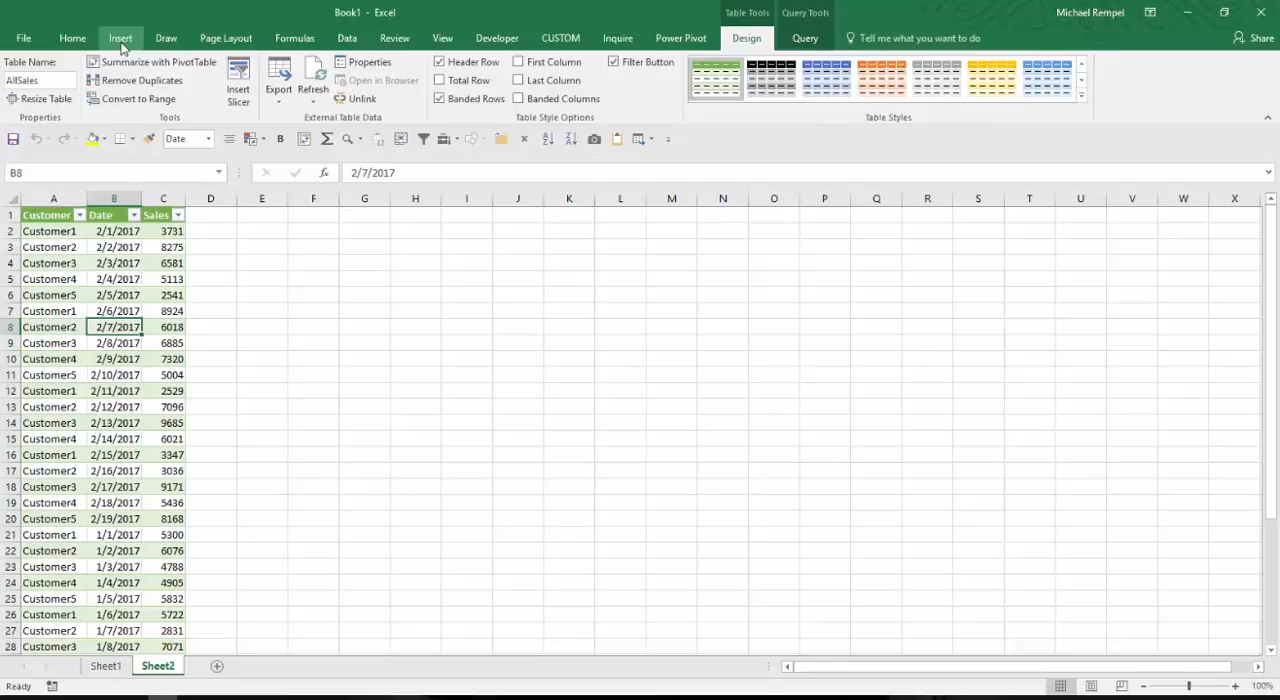 Book1 - Excel
Table Tools
Query Tools
Michael Rempel
File Home Insert Draw Page Layout Formulas Data Review View Developer CUSTOM Inquire Power Pivot Design Query Tell me what you want to do Share
Table Name:
AllSales
Resize Table
Properties
Summarize with PivotTable
Remove Duplicates
Convert to Range
Insert
Slicer
Tools
Export
Refresh
Properties
Open in Browser
Unlink
External Table Data
Header Row
Total Row
Banded Rows
First Column
Last Column
Banded Columns
Filter Button
Table Style Options
Table Styles
Date
B8
fx
2/7/2017
A B C D E F G H I J K L M N O P Q R S T U V W X
1 Customer Date Sales
2 Customer1 2/1/2017 3731
3 Customer2 2/2/2017 8275
4 Customer3 2/3/2017 6581
5 Customer4 2/4/2017 5113
6 Customer5 2/5/2017 2541
7 Customer1 2/6/2017 8924
8 Customer2 2/7/2017 6018
9 Customer3 2/8/2017 6885
10 Customer4 2/9/2017 7320
11 Customer5 2/10/2017 5004
12 Customer1 2/11/2017 2529
13 Customer2 2/12/2017 7096
14 Customer3 2/13/2017 9685
15 Customer4 2/14/2017 6021
16 Customer1 2/15/2017 3347
17 Customer2 2/16/2017 3036
18 Customer3 2/17/2017 9171
19 Customer4 2/18/2017 5436
20 Customer5 2/19/2017 8168
21 Customer1 1/1/2017 5300
22 Customer2 1/2/2017 6076
23 Customer3 1/3/2017 4788
24 Customer4 1/4/2017 4905
25 Customer5 1/5/2017 5832
26 Customer1 1/6/2017 5722
27 Customer2 1/7/2017 2831
28 Customer3 1/8/2017 7071
Sheet1 Sheet2
Ready
100%